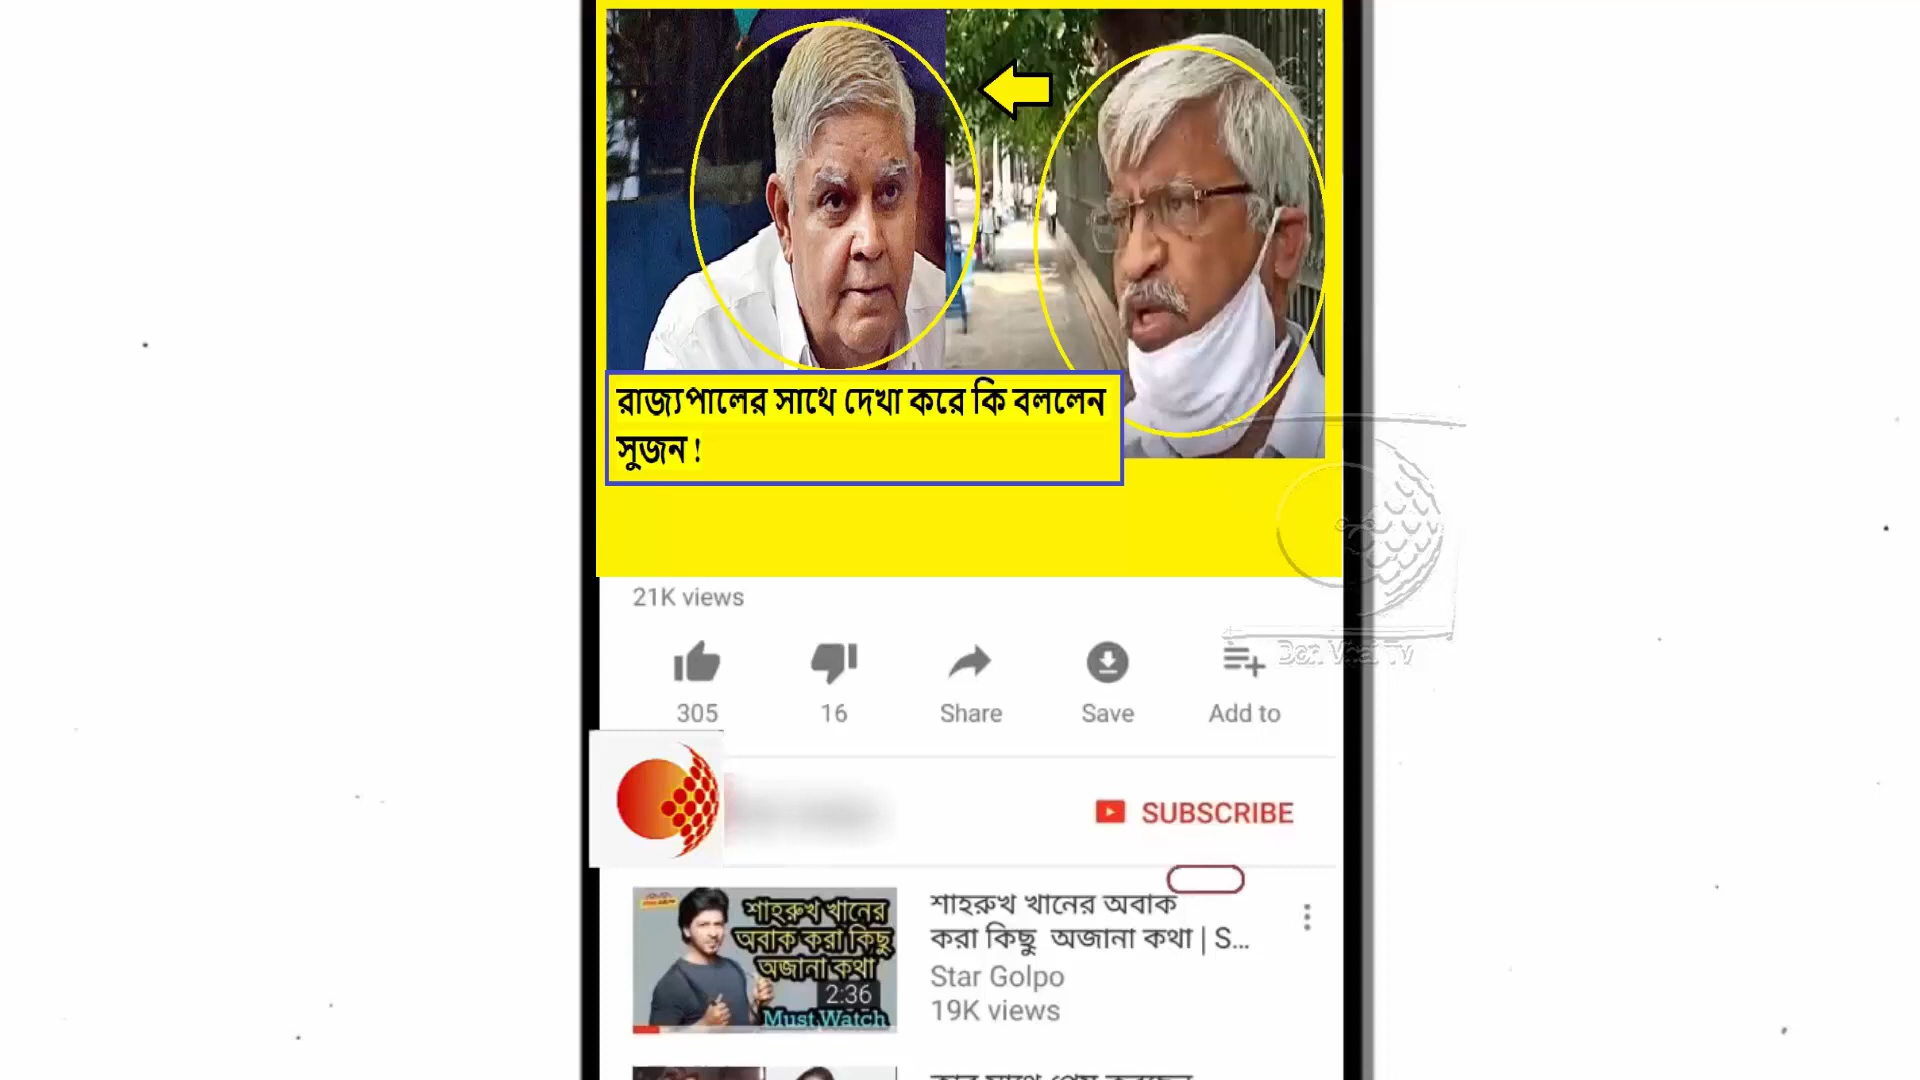 রাজ্যপালের সাথে দেখা করে কি বললেন
সুজন !
21K views
305
16
Share
Save
Add to
SUBSCRIBE
শাহরুখ খানের
অবাক করা কিছু
অজানা কথা
2:36
Must Watch
শাহরুখ খানের অবাক
করা কিছু অজানা কথা | S...
Star Golpo
19K views